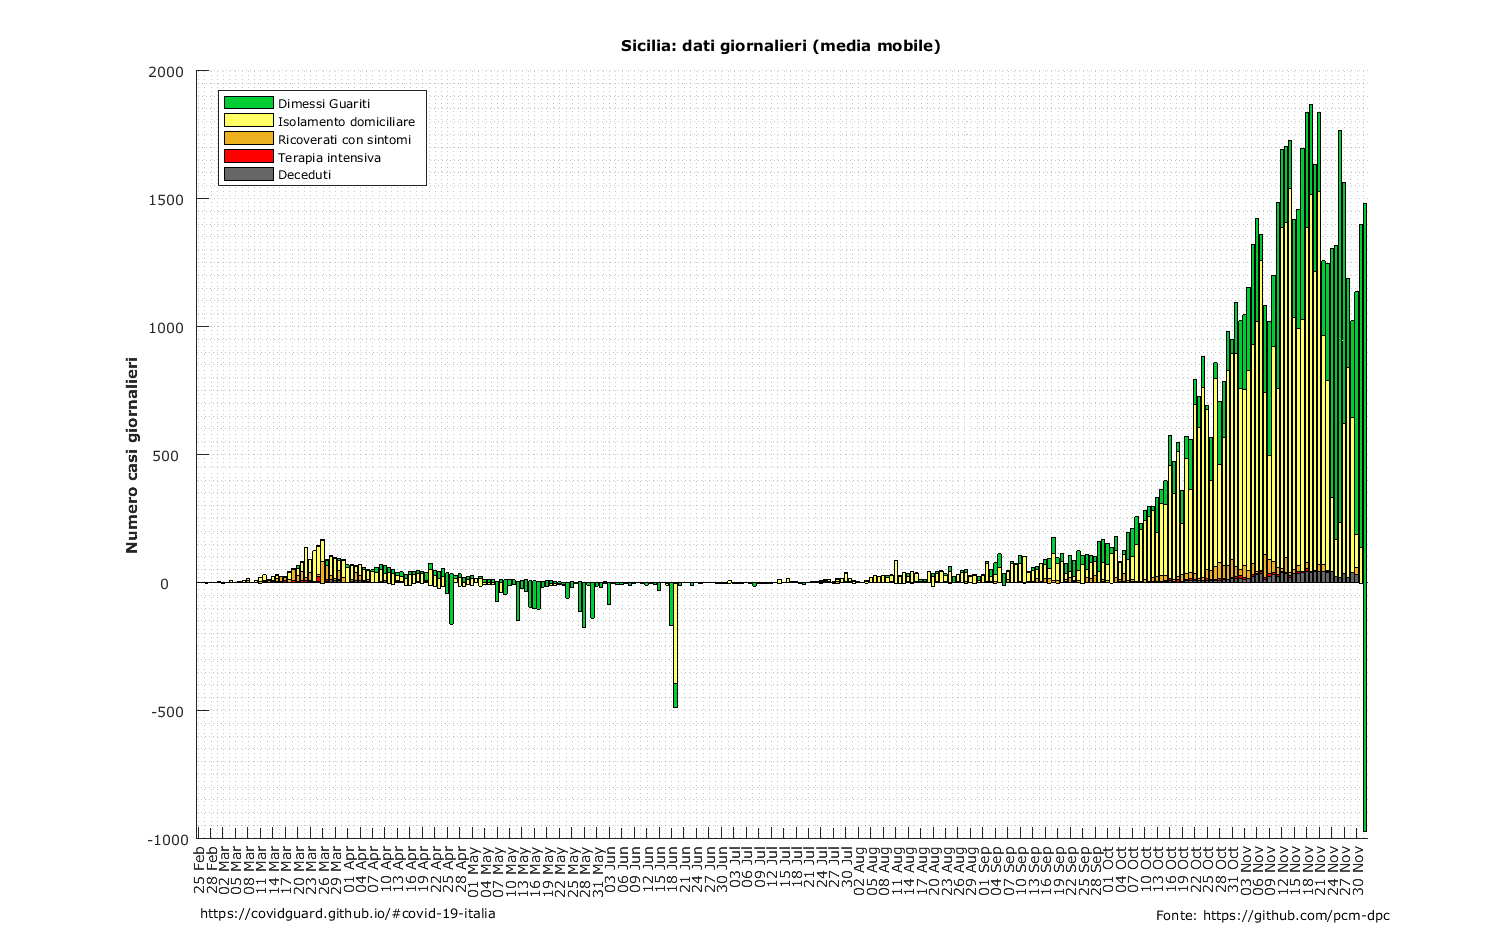 Sicilia: dati giornalieri (media mobile)
2000
1500
1000
500
0
-500
-1000
Numero casi giornalieri
Dimessi Guariti
Isolamento domiciliare
Ricoverati con sintomi
Terapia intensiva
Deceduti
25 Feb
28 Feb
02 Mar
05 Mar
08 Mar
11 Mar
14 Mar
17 Mar
20 Mar
23 Mar
26 Mar
29 Mar
01 Apr
04 Apr
07 Apr
10 Apr
13 Apr
16 Apr
19 Apr
22 Apr
25 Apr
28 Apr
01 May
04 May
07 May
10 May
13 May
16 May
19 May
22 May
25 May
28 May
31 May
03 Jun
06 Jun
09 Jun
12 Jun
15 Jun
18 Jun
21 Jun
24 Jun
27 Jun
30 Jun
03 Jul
06 Jul
09 Jul
12 Jul
15 Jul
18 Jul
21 Jul
24 Jul
27 Jul
30 Jul
02 Aug
05 Aug
08 Aug
11 Aug
14 Aug
17 Aug
20 Aug
23 Aug
26 Aug
29 Aug
01 Sep
04 Sep
07 Sep
10 Sep
13 Sep
16 Sep
19 Sep
22 Sep
25 Sep
28 Sep
01 Oct
04 Oct
07 Oct
10 Oct
13 Oct
16 Oct
19 Oct
22 Oct
25 Oct
28 Oct
31 Oct
03 Nov
06 Nov
09 Nov
12 Nov
15 Nov
18 Nov
21 Nov
24 Nov
27 Nov
30 Nov
https://covidguard.github.io/#covid-19-italia
Fonte: https://github.com/pcm-dpc